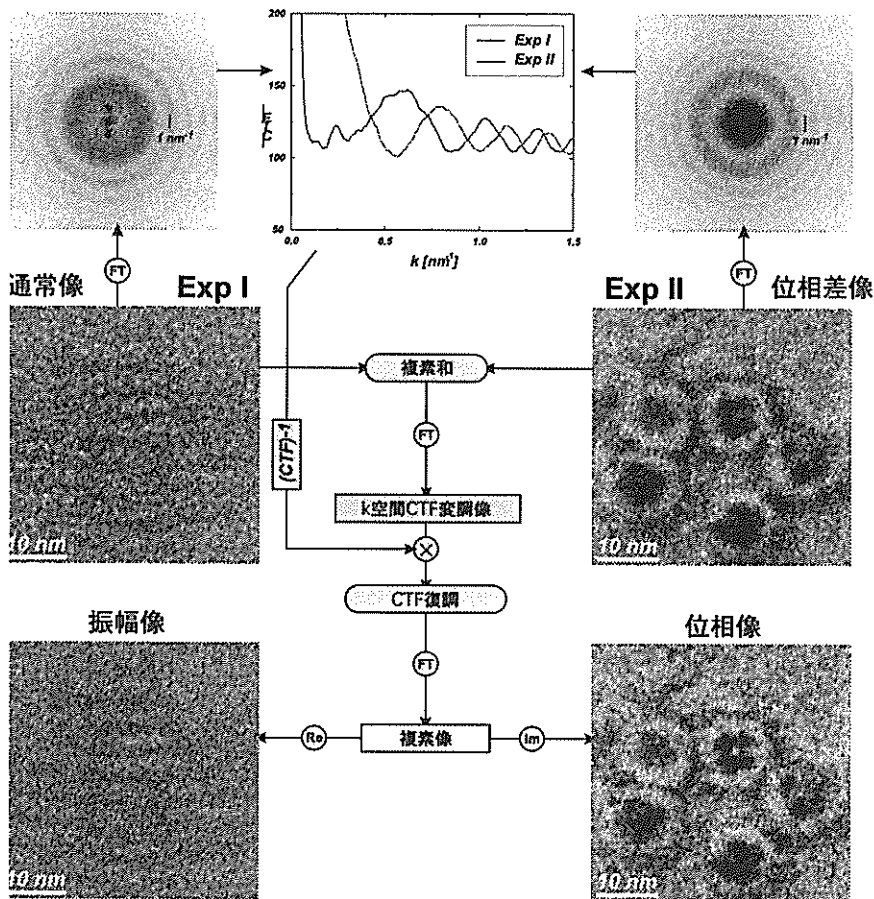 200
150
100
50
0.0 0.5 1.0 1.5
k [nm⁻¹]
Exp I
Exp II
1 nm⁻¹
1 nm⁻¹
FT
FT
通常像 Exp I
Exp II 位相差像
複素和
FT
(CTF)-1
k空間CTF変調像
CTF復調
10 nm
10 nm
振幅像
位相像
FT
Re
複素像
Im
10 nm
10 nm